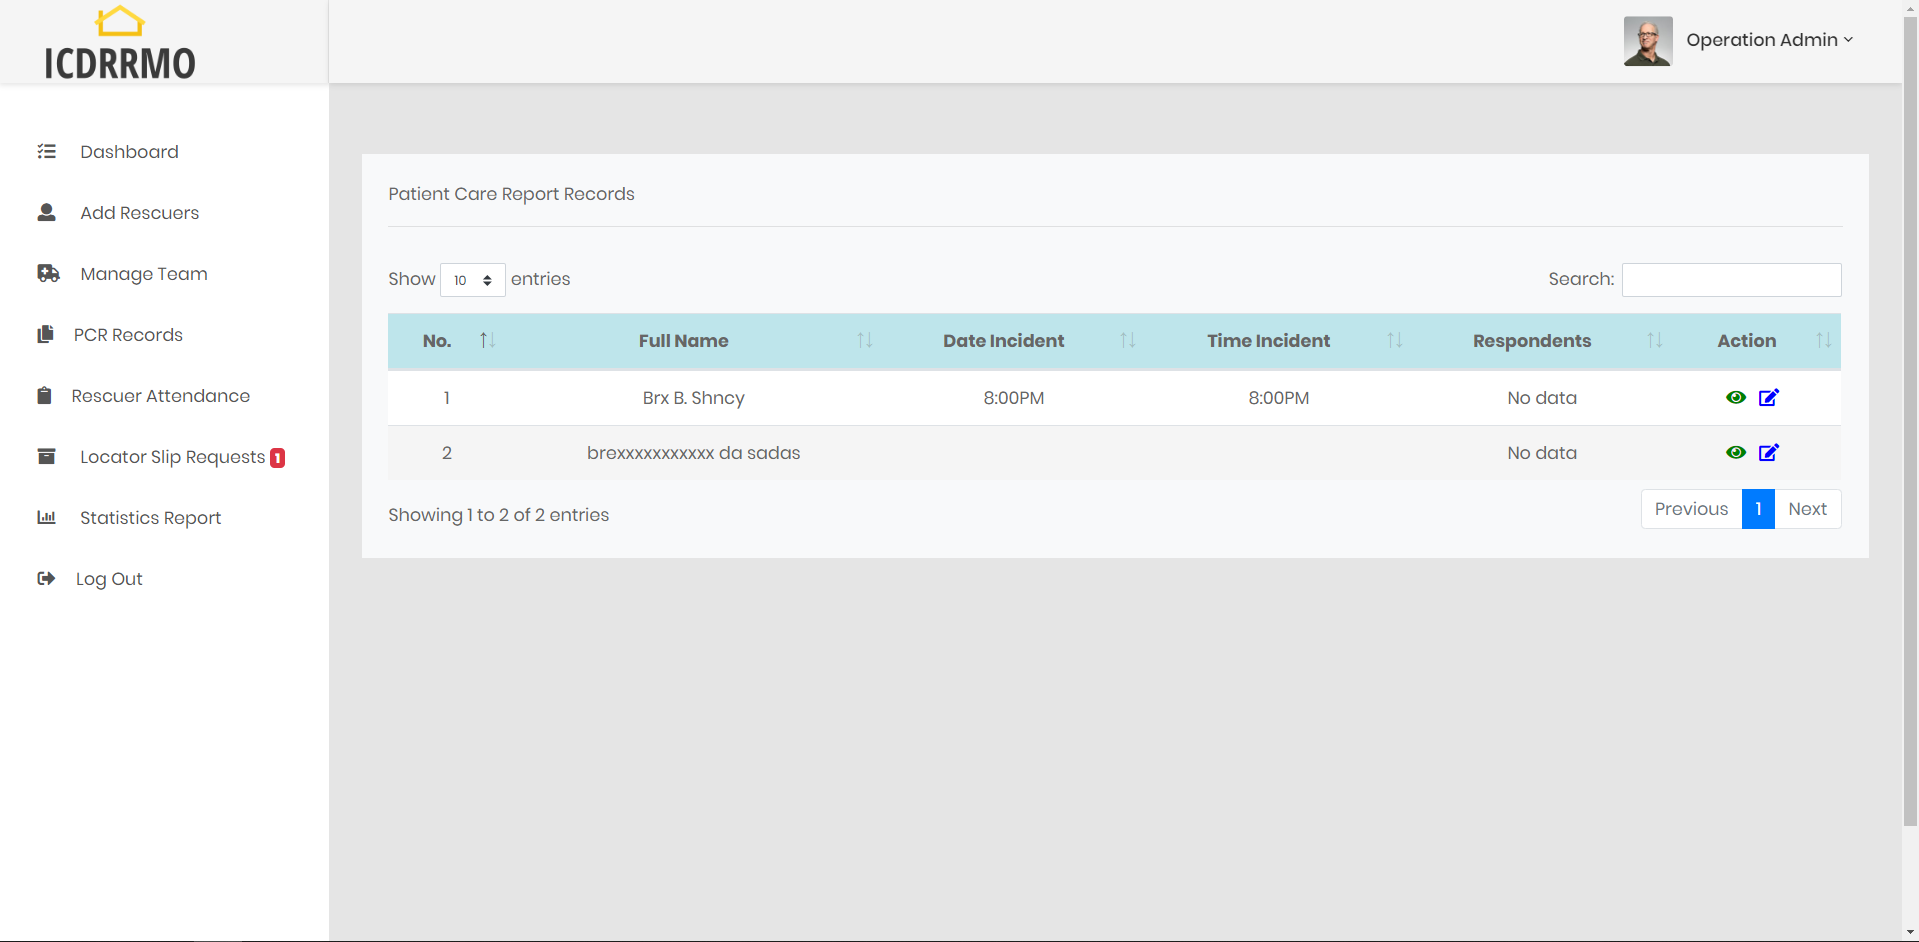 ICDRRMO
Operation Admin
Dashboard
Add Rescuers
Manage Team
PCR Records
Rescuer Attendance
Locator Slip Requests 1
Statistics Report
Log Out
Patient Care Report Records
Show 10 entries
Search:
No. Full Name Date Incident Time Incident Respondents Action
1 Brx B. Shncy 8:00PM 8:00PM No data
2 brexxxxxxxxxxx da sadas No data
Showing 1 to 2 of 2 entries
Previous 1 Next